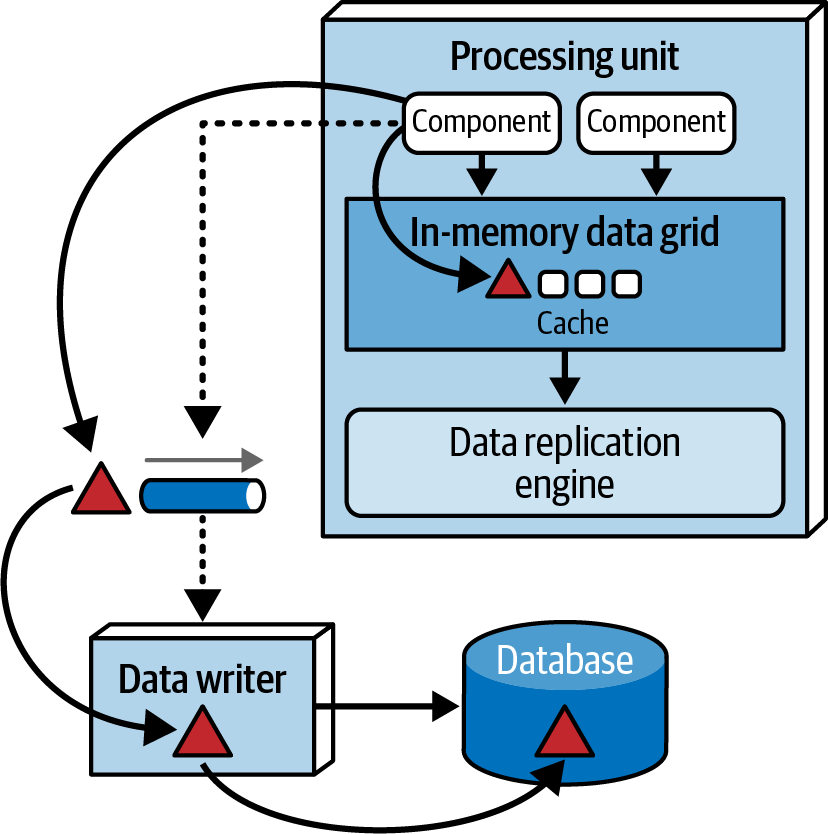 Processing unit
Component
Component
In-memory data grid
Cache
Data replication
engine
Data writer
Database